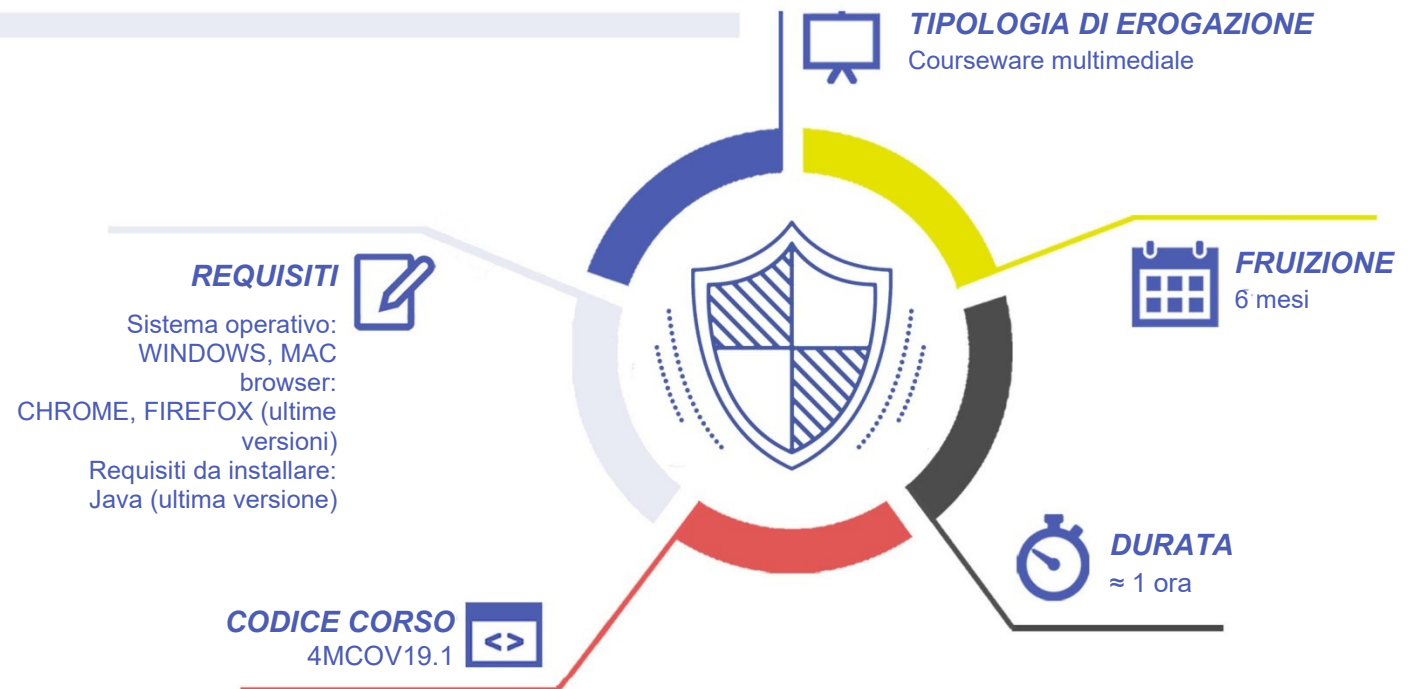 TIPOLOGIA DI EROGAZIONE
Courseware multimediale
REQUISITI
Sistema operativo:
WINDOWS, MAC
browser:
CHROME, FIREFOX (ultime
versioni)
Requisiti da installare:
Java (ultima versione)
FRUIZIONE
6 mesi
DURATA
≈ 1 ora
CODICE CORSO
4MCOV19.1
<>